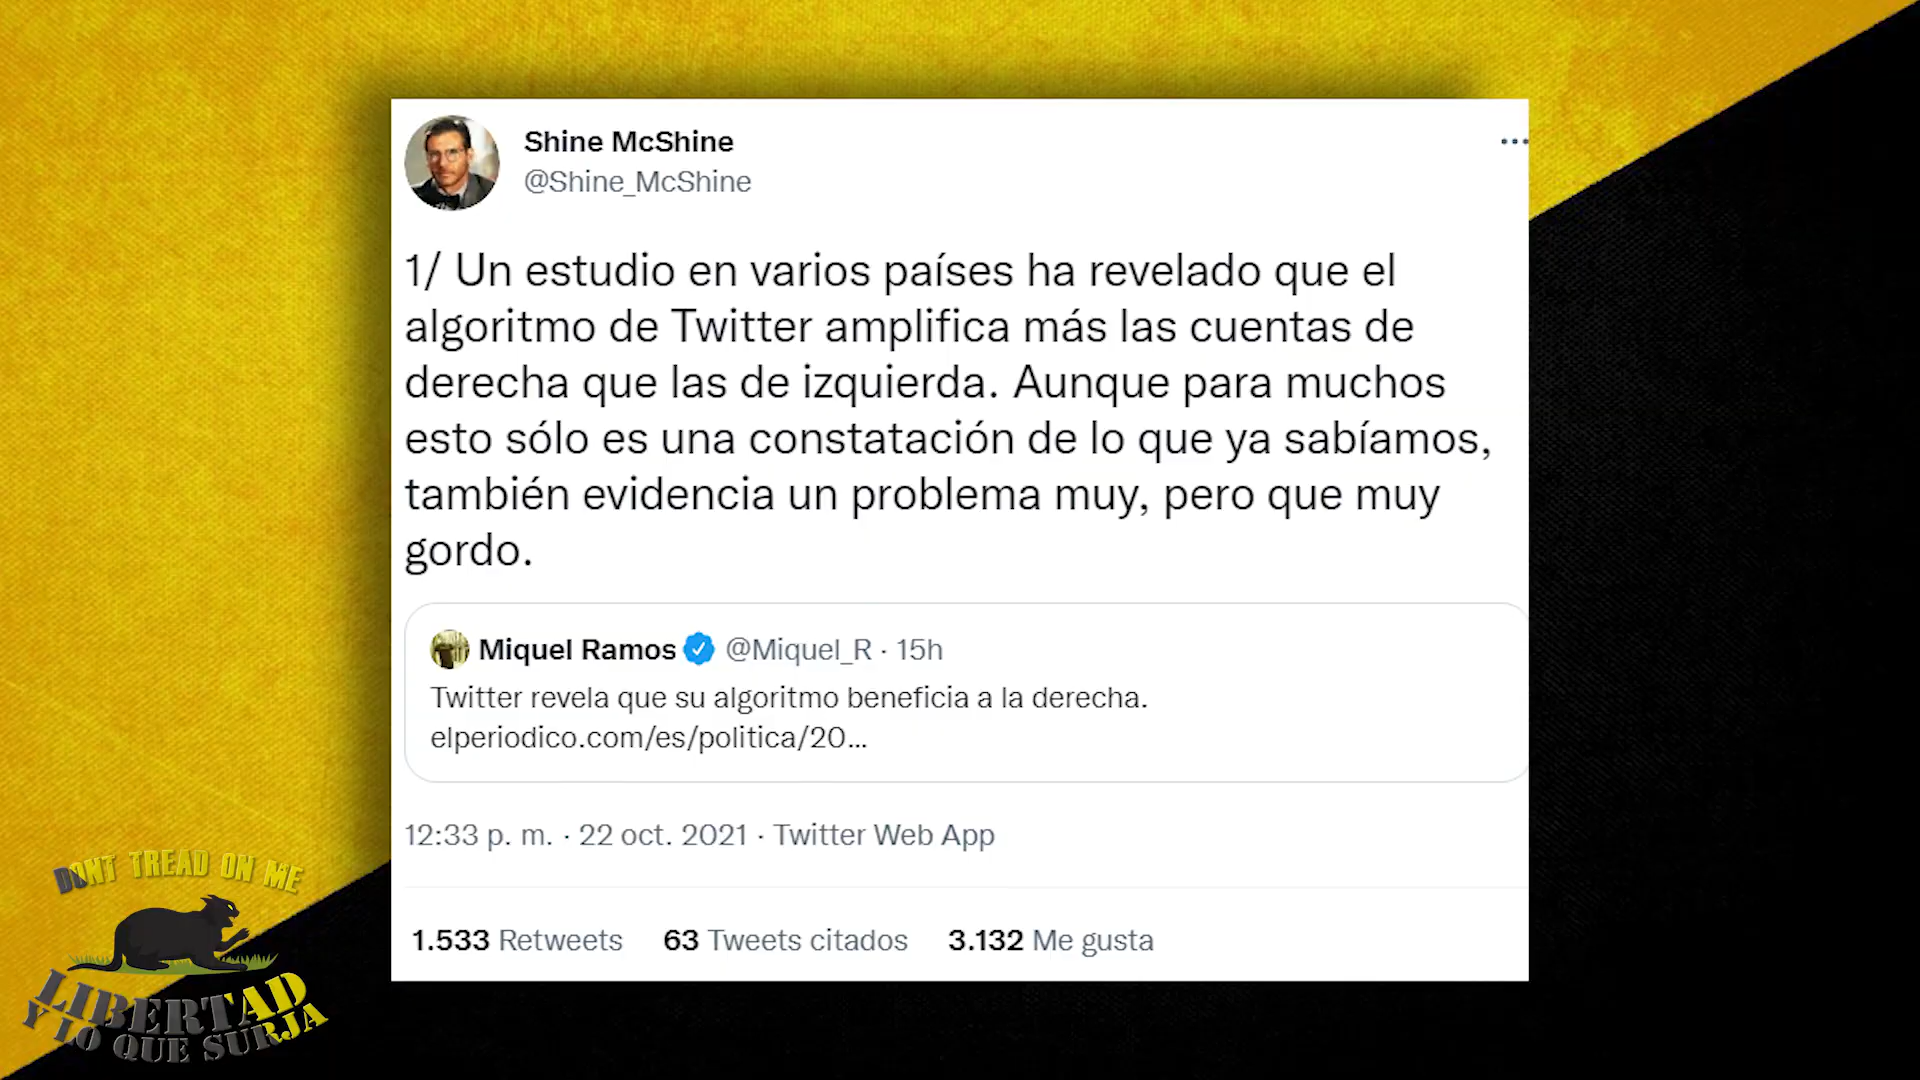 Shine McShine
@Shine_McShine
1/ Un estudio en varios países ha revelado que el
algoritmo de Twitter amplifica más las cuentas de
derecha que las de izquierda. Aunque para muchos
esto sólo es una constatación de lo que ya sabíamos,
también evidencia un problema muy, pero que muy
gordo.
Miquel Ramos @Miquel_R · 15h
Twitter revela que su algoritmo beneficia a la derecha.
elperiodico.com/es/politica/20...
12:33 p. m. · 22 oct. 2021 · Twitter Web App
1.533 Retweets 63 Tweets citados 3.132 Me gusta
DONT TREAD ON ME
LIBERTAD
Y LO QUE SURJA